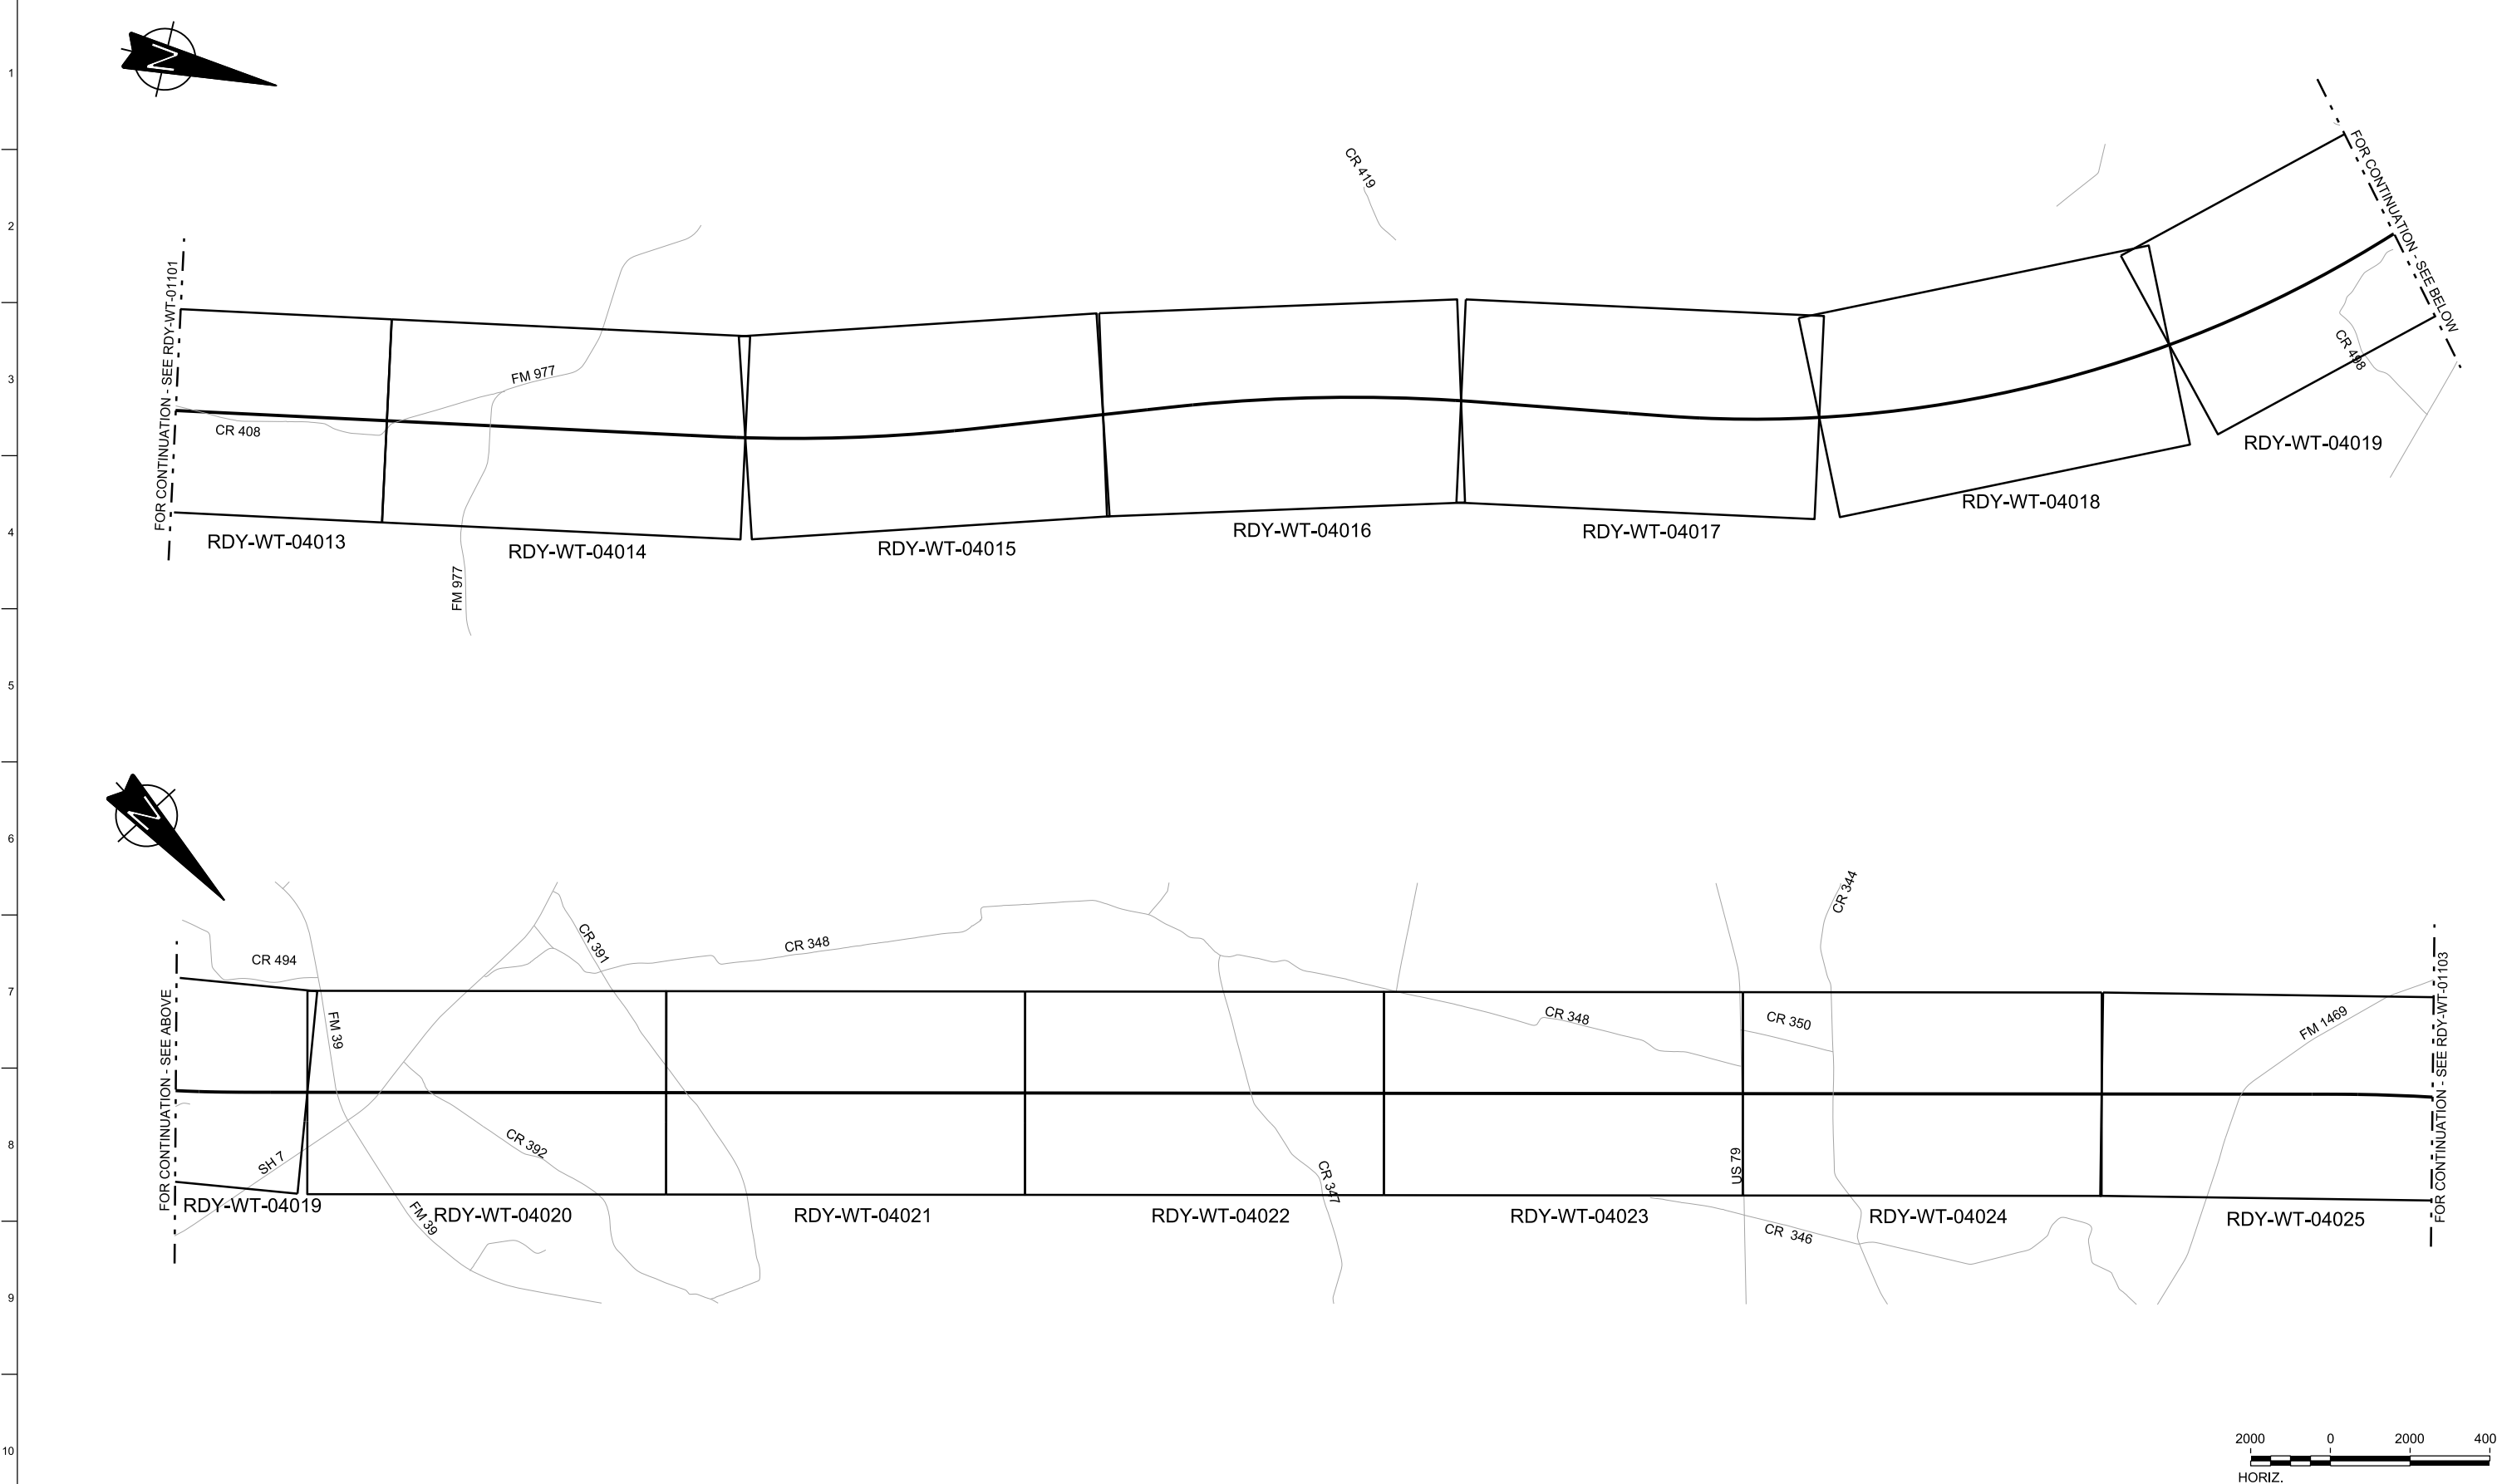 N
1
2
3
4
5
6
7
8
9
10
FOR CONTINUATION - SEE RDY-WT-01101
CR 408
FM 977
FM 977
CR 419
CR 498
FOR CONTINUATION - SEE BELOW
RDY-WT-04013
RDY-WT-04014
RDY-WT-04015
RDY-WT-04016
RDY-WT-04017
RDY-WT-04018
RDY-WT-04019
N
FOR CONTINUATION - SEE ABOVE
CR 494
FM 39
SH 7
FM 39
CR 391
CR 392
CR 348
CR 347
CR 348
US 79
CR 350
CR 344
CR 346
FM 1469
FOR CONTINUATION - SEE RDY-WT-01103
RDY-WT-04019
RDY-WT-04020
RDY-WT-04021
RDY-WT-04022
RDY-WT-04023
RDY-WT-04024
RDY-WT-04025
2000 0 2000 400
HORIZ.